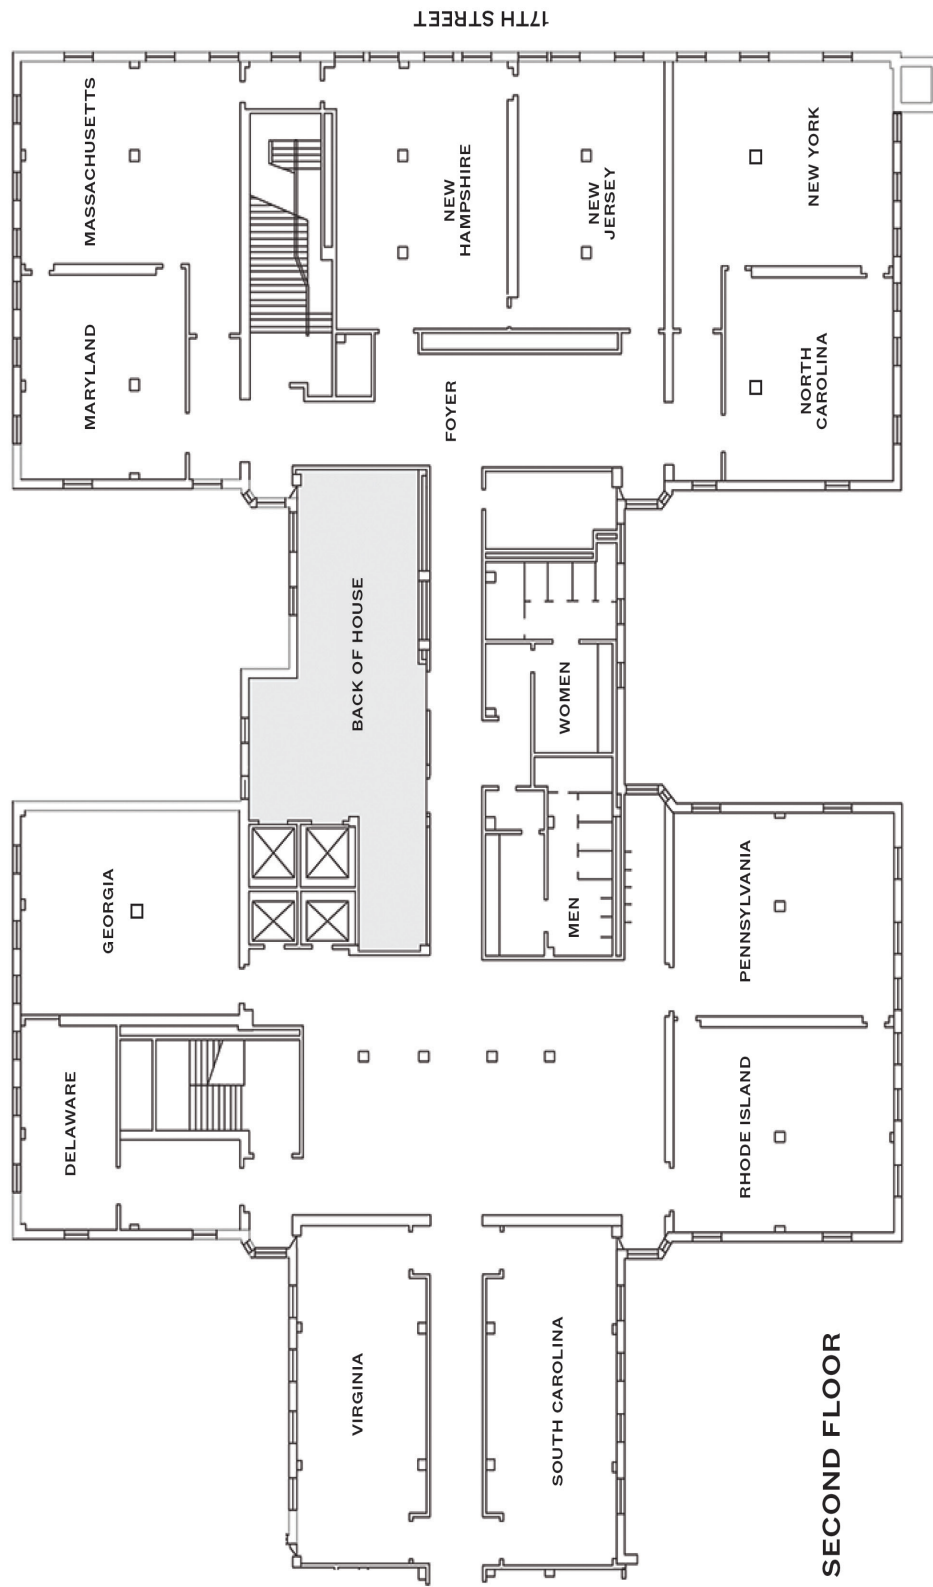 17TH STREET
MASSACHUSETTS
MARYLAND
NEW
HAMPSHIRE
NEW
JERSEY
NEW YORK
NORTH
CAROLINA
FOYER
BACK OF HOUSE
WOMEN
MEN
GEORGIA
DELAWARE
PENNSYLVANIA
RHODE ISLAND
VIRGINIA
SOUTH CAROLINA
SECOND FLOOR